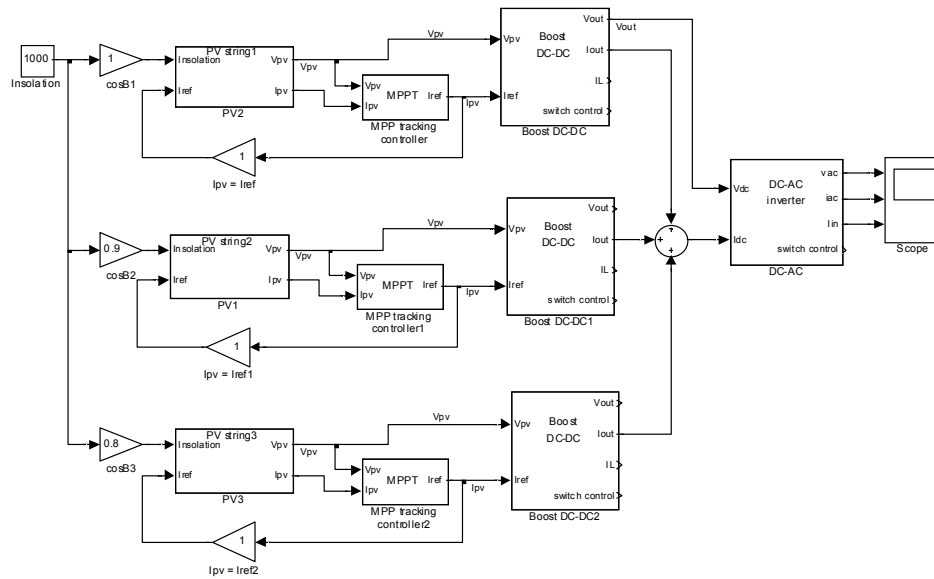 1000
Insolation
1
cosB1
PV string1
Insolation
Iref
Vpv
Ipv
PV2
Vpv
Vpv
Vpv
Ipv
MPPT
Iref
MPP tracking
controller
Ipv
1
Ipv = Iref
Vpv
Iref
Boost
DC-DC
Vout
Iout
IL
switch control
Boost DC-DC
Vout
0.9
cosB2
PV string2
Insolation
Iref
Vpv
Ipv
PV1
Vpv
Vpv
Vpv
Ipv
MPPT
Iref
MPP tracking
controller1
Ipv
1
Ipv = Iref1
Vpv
Iref
Boost
DC-DC
Vout
Iout
IL
switch control
Boost DC-DC1
Vdc
Idc
DC-AC
inverter
vac
iac
Iin
switch control
DC-AC
Scope
0.8
cosB3
PV string3
Insolation
Iref
Vpv
Ipv
PV3
Vpv
Vpv
Vpv
Ipv
MPPT
Iref
MPP tracking
controller2
Ipv
1
Ipv = Iref2
Vpv
Iref
Boost
DC-DC
Vout
Iout
IL
switch control
Boost DC-DC2